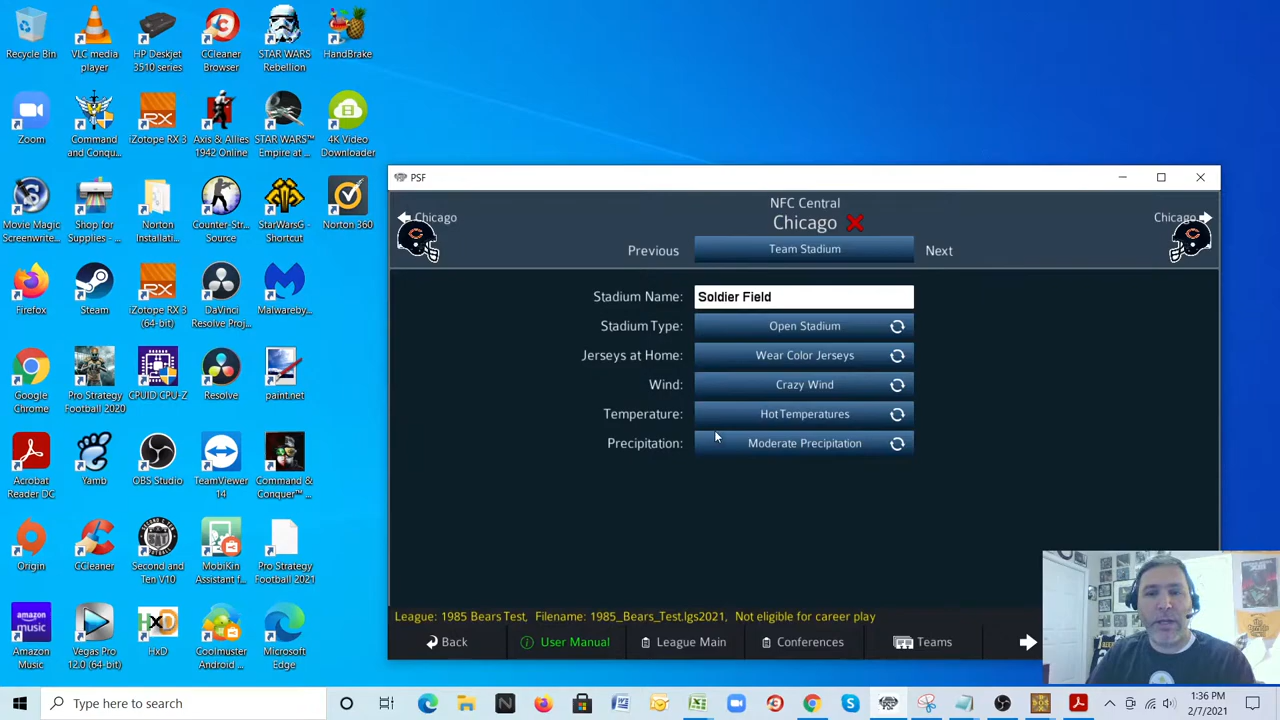 Recycle Bin
VLC media
player
HP Deskjet
3510 series
CCleaner
Browser
STAR WARS
Rebellion
HandBrake
Zoom
Command
and Conqu...
iZotope RX 3
Axis & Allies
1942 Online
STAR WARS™
Empire at ...
4K Video
Downloader
Movie Magic
Screenwrite...
Shop for
Supplies - ...
Norton
Installati...
Counter-Str...
Source
StarWarsG -
Shortcut
Norton 360
Firefox
Steam
iZotope RX 3
(64-bit)
DaVinci
Resolve Proj...
Malwareby...
Google
Chrome
Pro Strategy
Football 2020
CPUID CPU-Z
Resolve
paint.net
Acrobat
Reader DC
Yamb
OBS Studio
TeamViewer
14
Command &
Conquer™ ...
Origin
CCleaner
Second and
Ten V10
MobiKin
Assistant f...
Pro Strategy
Football 2021
Amazon
Music
Vegas Pro
12.0 (64-bit)
HxD
Coolmuster
Android ...
Microsoft
Edge
PSF
Chicago
NFC Central
Chicago
Chicago
Previous
Team Stadium
Next
Stadium Name: Soldier Field
Stadium Type: Open Stadium
Jerseys at Home: Wear Color Jerseys
Wind: Crazy Wind
Temperature: Hot Temperatures
Precipitation: Moderate Precipitation
League: 1985 Bears Test, Filename: 1985_Bears_Test.lgs2021, Not eligible for career play
Back
User Manual
League Main
Conferences
Teams
Type here to search
1:36 PM
2/7/2021